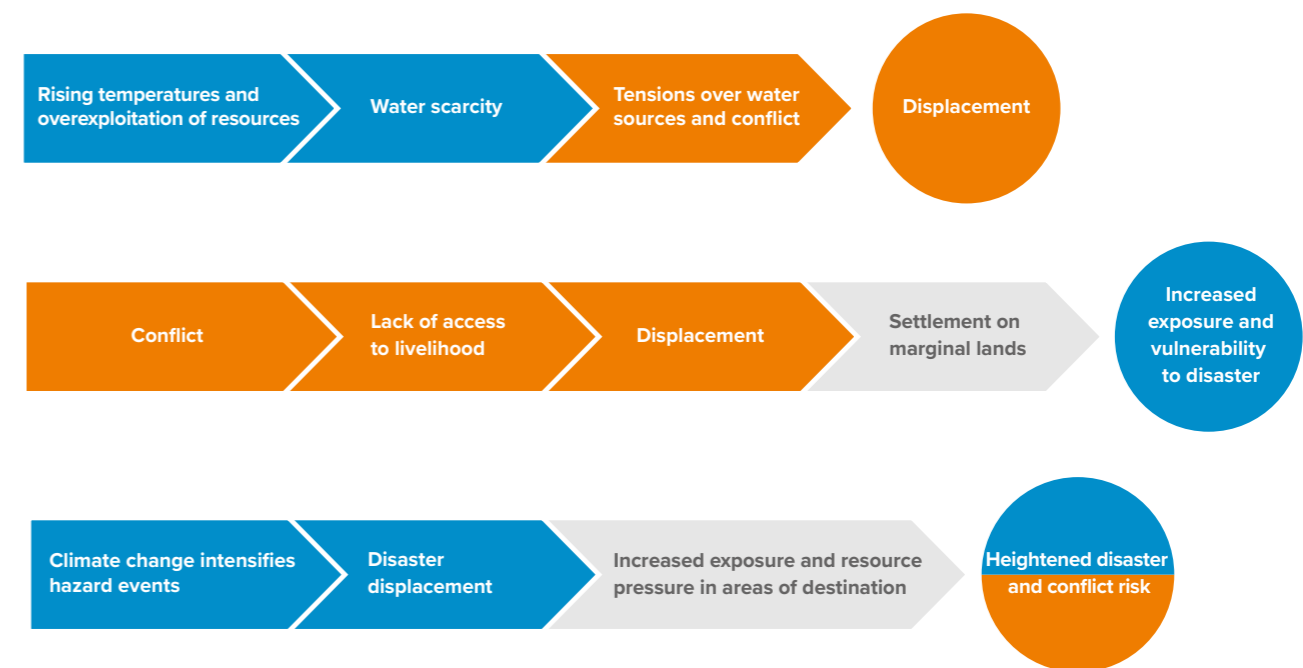 Rising temperatures and
overexploitation of resources
Water scarcity
Tensions over water
sources and conflict
Displacement
Conflict
Lack of access
to livelihood
Displacement
Settlement on
marginal lands
Increased
exposure and
vulnerability
to disaster
Climate change intensifies
hazard events
Disaster
displacement
Increased exposure and resource
pressure in areas of destination
Heightened disaster
and conflict risk